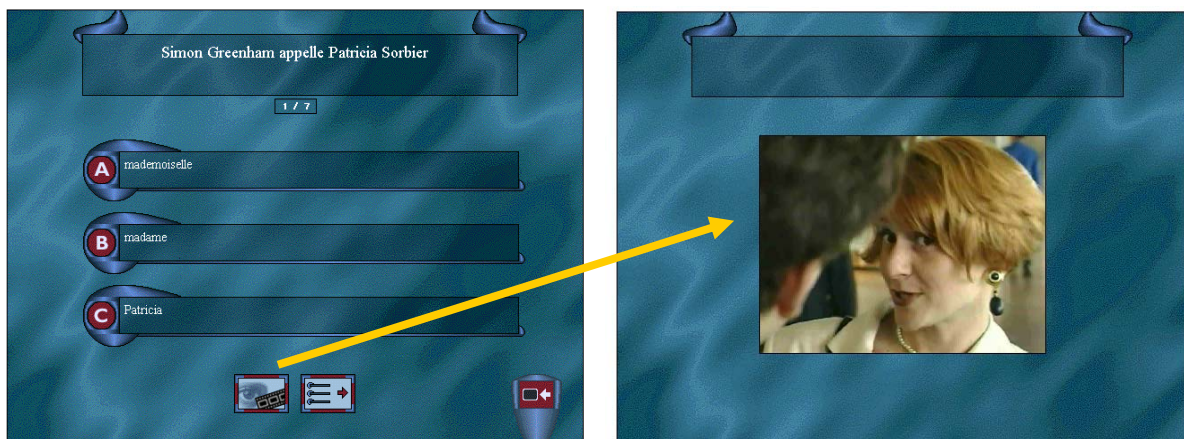 Simon Greenham appelle Patricia Sorbier
1 / 7
A mademoiselle
B madame
C Patricia